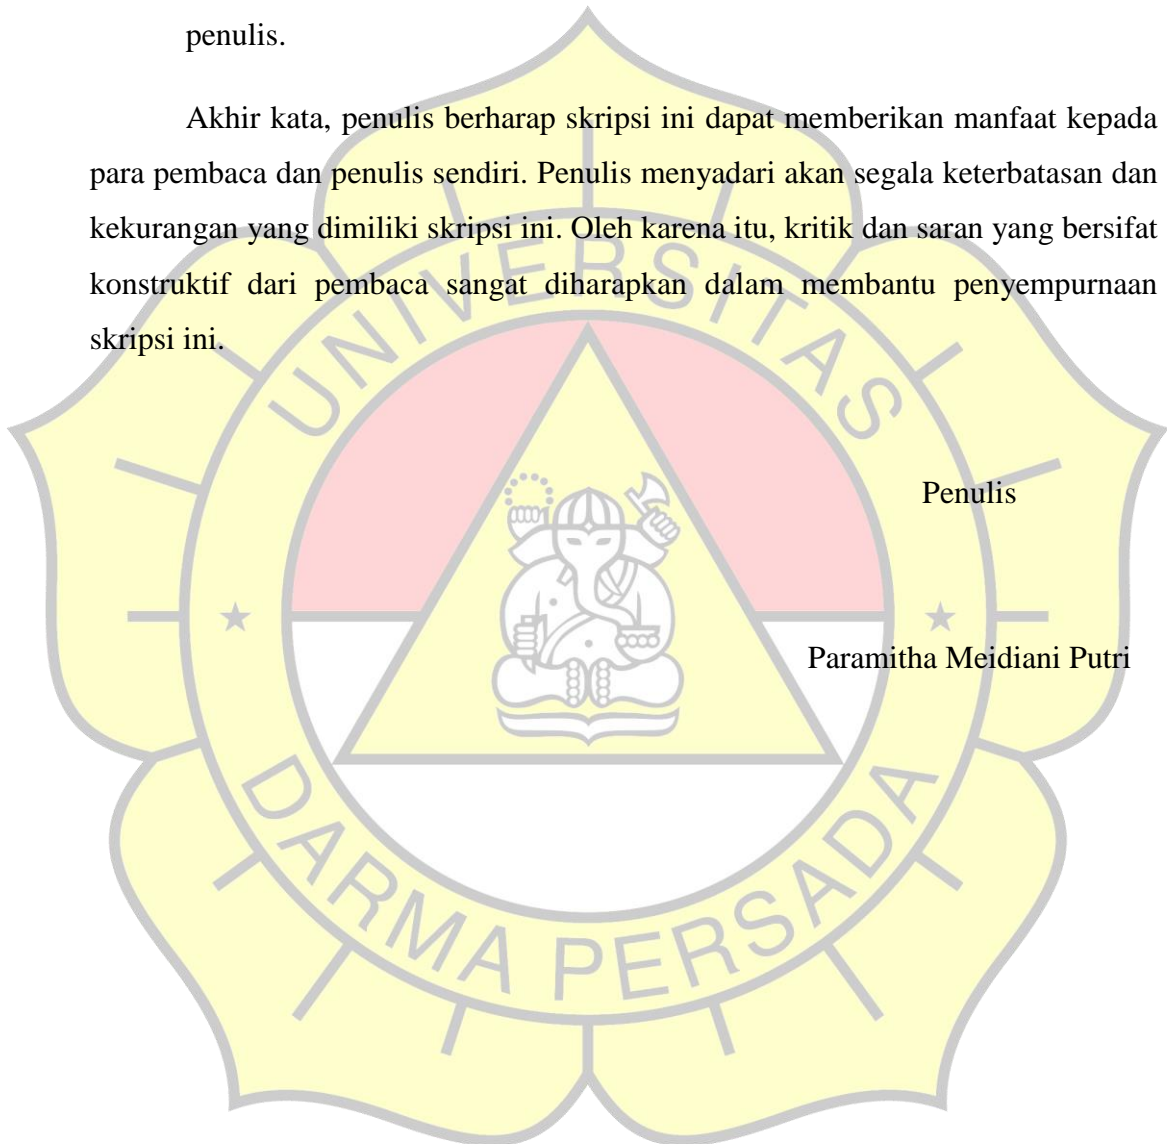 penulis.
Akhir kata, penulis berharap skripsi ini dapat memberikan manfaat kepada
para pembaca dan penulis sendiri. Penulis menyadari akan segala keterbatasan dan
kekurangan yang dimiliki skripsi ini. Oleh karena itu, kritik dan saran yang bersifat
konstruktif dari pembaca sangat diharapkan dalam membantu penyempurnaan
skripsi ini.
Penulis
Paramitha Meidiani Putri
UNIVERSITAS
DARMA PERSADA